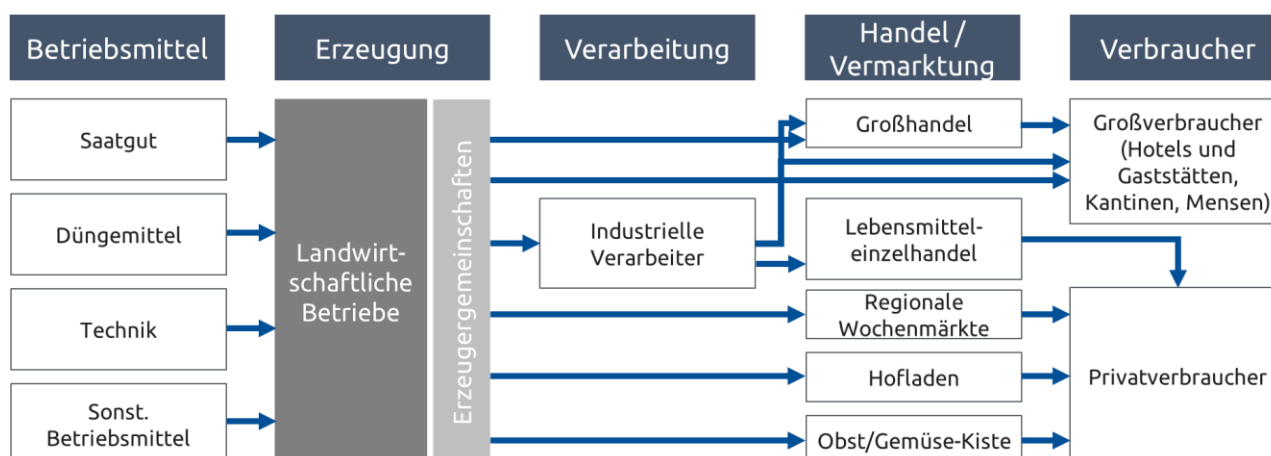 Betriebsmittel
Erzeugung
Verarbeitung
Handel /
Vermarktung
Verbraucher
Saatgut
Düngemittel
Technik
Sonst.
Betriebsmittel
Landwirt-
schaftliche
Betriebe
Erzeugergemeinschaften
Industrielle
Verarbeiter
Großhandel
Lebensmittel-
einzelhandel
Regionale
Wochenmärkte
Hofladen
Obst/Gemüse-Kiste
Großverbraucher
(Hotels und
Gaststätten,
Kantinen, Mensen)
Privatverbraucher